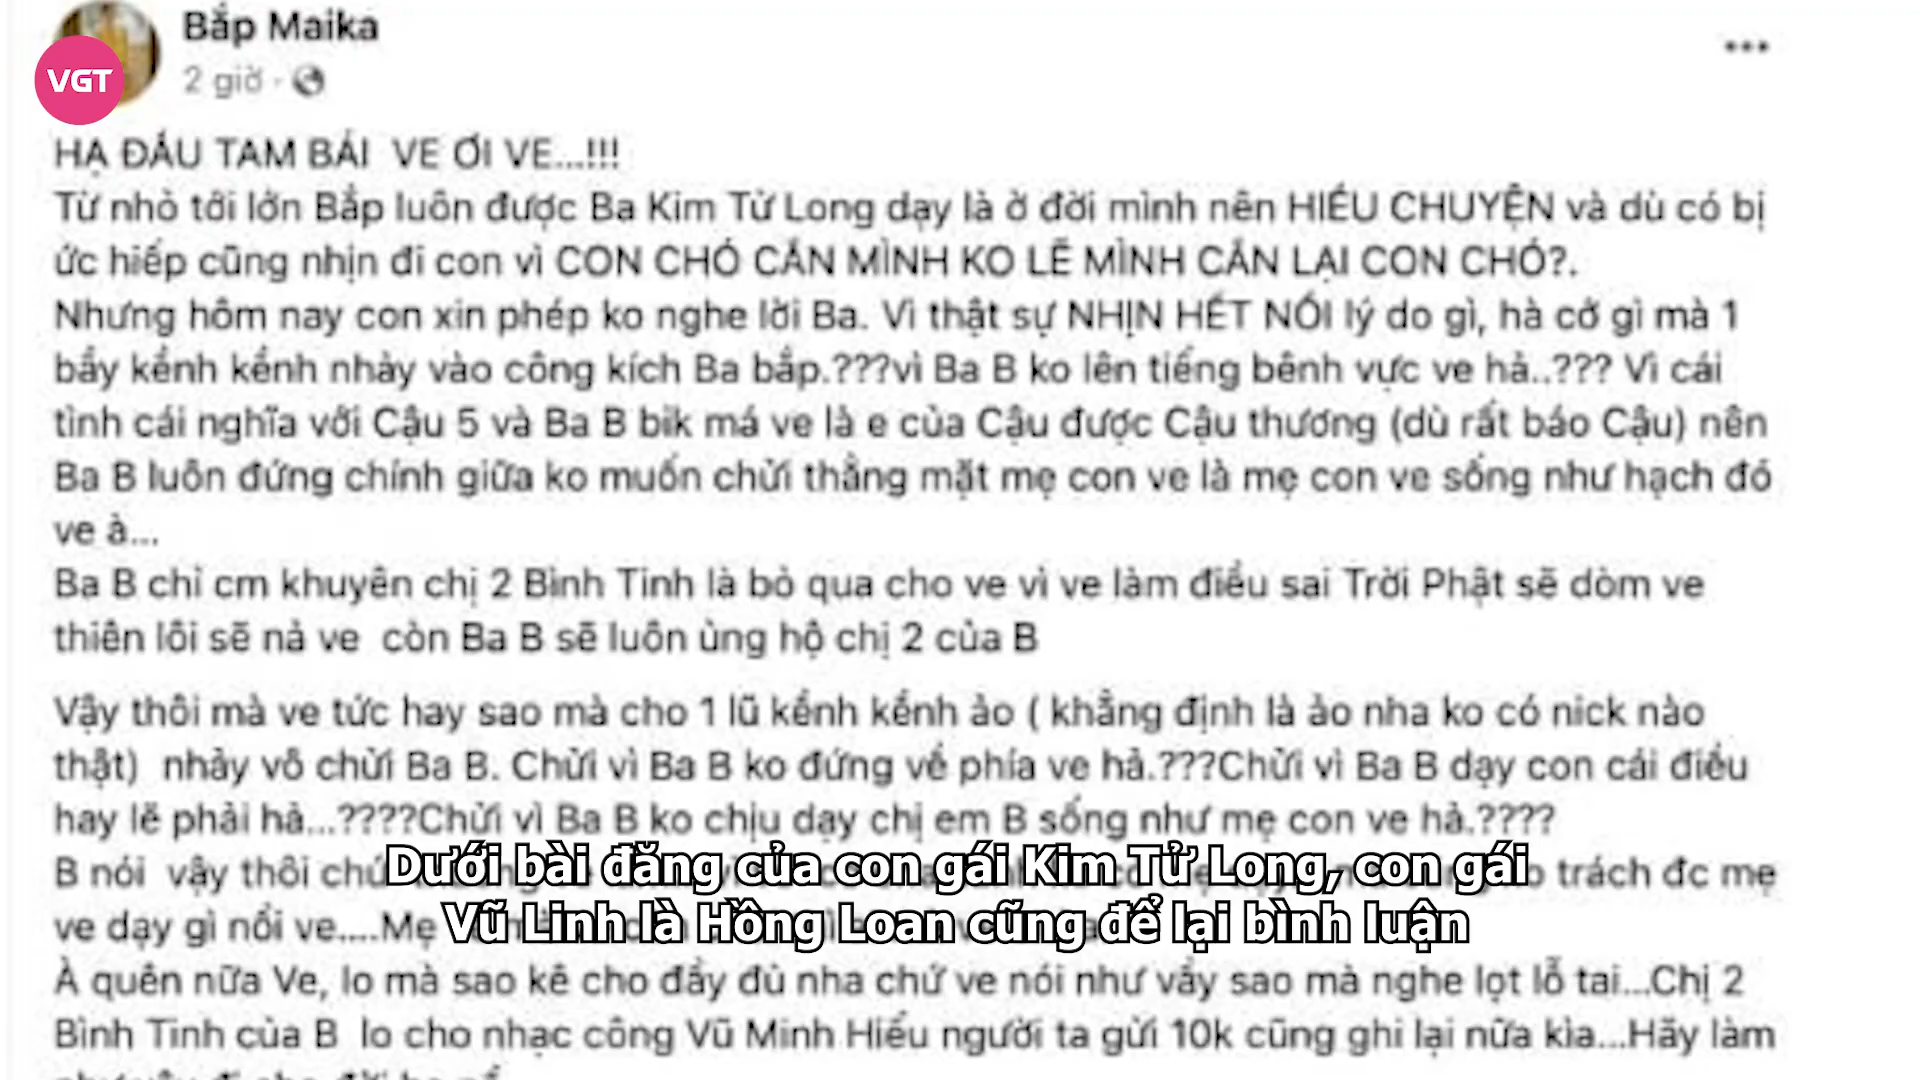 Bắp Maika
VGT
2 giờ ·
HẠ ĐẦU TAM BÁI VE ƠI VE...!!!
Từ nhỏ tới lớn Bắp luôn được Ba Kim Tử Long dạy là ở đời mình nên HIỂU CHUYỆN và dù có bị
ức hiếp cũng nhịn đi con vì CON CHÓ CẮN MÌNH KO LẼ MÌNH CẮN LẠI CON CHÓ?.
Nhưng hôm nay con xin phép ko nghe lời Ba. Vì thật sự NHỊN HẾT NỔI lý do gì, hà cớ gì mà 1
bầy kềnh kềnh nhảy vào công kích Ba bắp.???vì Ba B ko lên tiếng bênh vực ve hả..??? Vì cái
tình cái nghĩa với Cậu 5 và Ba B bik má ve là e của Cậu được Cậu thương (dù rất báo Cậu) nên
Ba B luôn đứng chính giữa ko muốn chửi thẳng mặt mẹ con ve là mẹ con ve sống như hạch đó
ve à...
Ba B chỉ cm khuyên chị 2 Bình Tinh là bỏ qua cho ve vì ve làm điều sai Trời Phật sẽ dòm ve
thiên lôi sẽ nả ve còn Ba B sẽ luôn ủng hộ chị 2 của B
Vậy thôi mà ve tức hay sao mà cho 1 lũ kềnh kềnh ảo ( khẳng định là ảo nha ko có nick nào
thật) nhảy vô chửi Ba B. Chửi vì Ba B ko đứng về phía ve hả.???Chửi vì Ba B dạy con cái điều
hay lẽ phải hả...????Chửi vì Ba B ko chịu dạy chị em B sống như mẹ con ve hả.????
B nói vậy thôi chứ trách đc mẹ
Dưới bài đăng của con gái Kim Tử Long, con gái
ve dạy gì nổi ve....Mẹ
Vũ Linh là Hồng Loan cũng để lại bình luận
À quên nữa Ve, lo mà sao kê cho đầy đủ nha chứ ve nói như vầy sao mà nghe lọt lỗ tai...Chị 2
Bình Tinh của B lo cho nhạc công Vũ Minh Hiếu người ta gửi 10k cũng ghi lại nữa kìa...Hãy làm